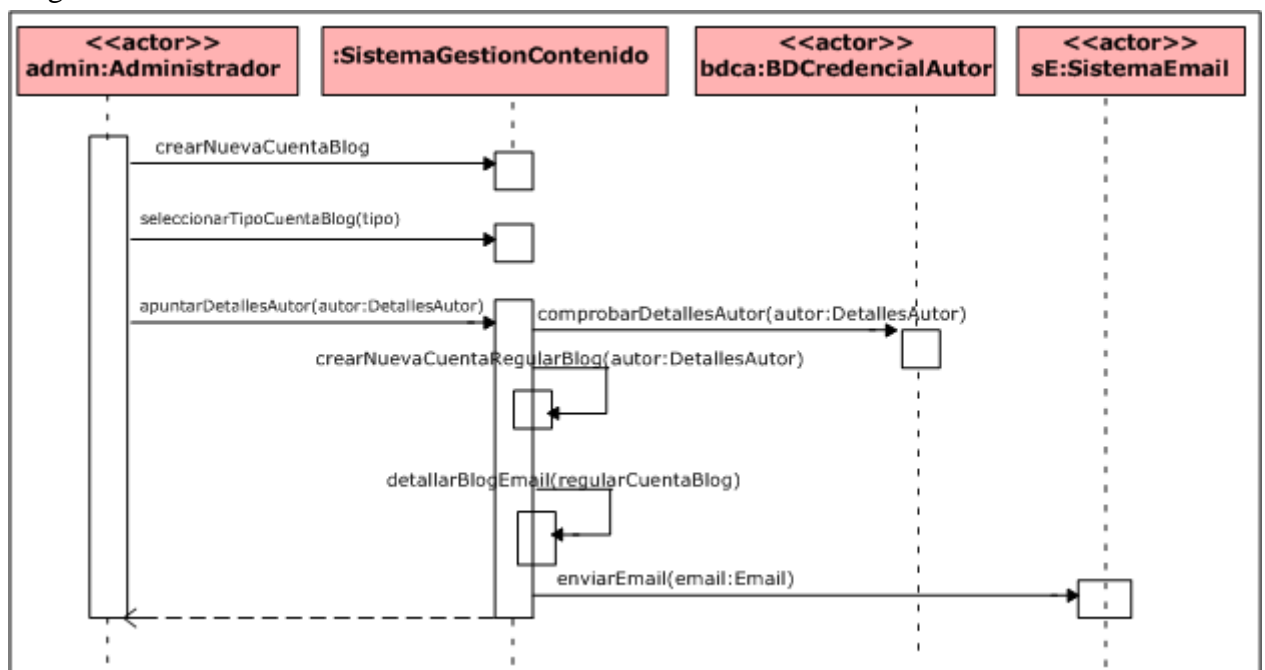 <<actor>>
admin:Administrador
:SistemaGestionContenido
<<actor>>
bdca:BDCredencialAutor
<<actor>>
sE:SistemaEmail
crearNuevaCuentaBlog
seleccionarTipoCuentaBlog(tipo)
apuntarDetallesAutor(autor:DetallesAutor)
comprobarDetallesAutor(autor:DetallesAutor)
crearNuevaCuentaRegularBlog(autor:DetallesAutor)
detallarBlogEmail(regularCuentaBlog)
enviarEmail(email:Email)